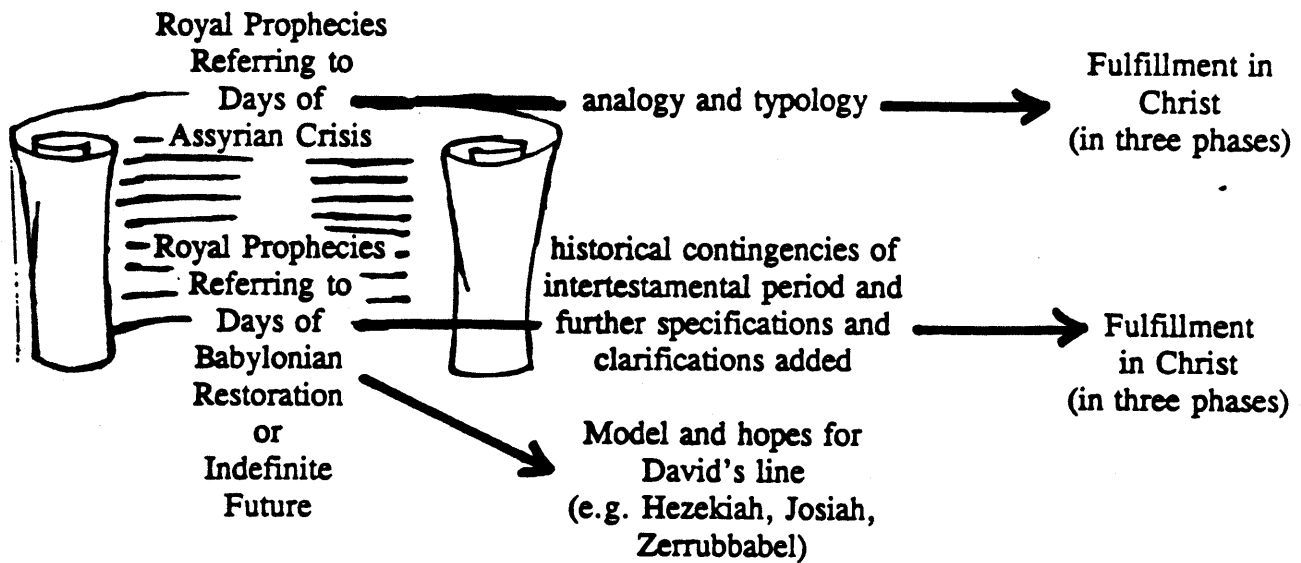 Royal Prophecies
Referring to
Days of
Assyrian Crisis
analogy and typology
Fulfillment in
Christ
(in three phases)
Royal Prophecies
Referring to
Days of
Babylonian
Restoration
or
Indefinite
Future
historical contingencies of
intertestamental period and
further specifications and
clarifications added
Fulfillment
in Christ
(in three phases)
Model and hopes for
David's line
(e.g. Hezekiah, Josiah,
Zerrubbabel)